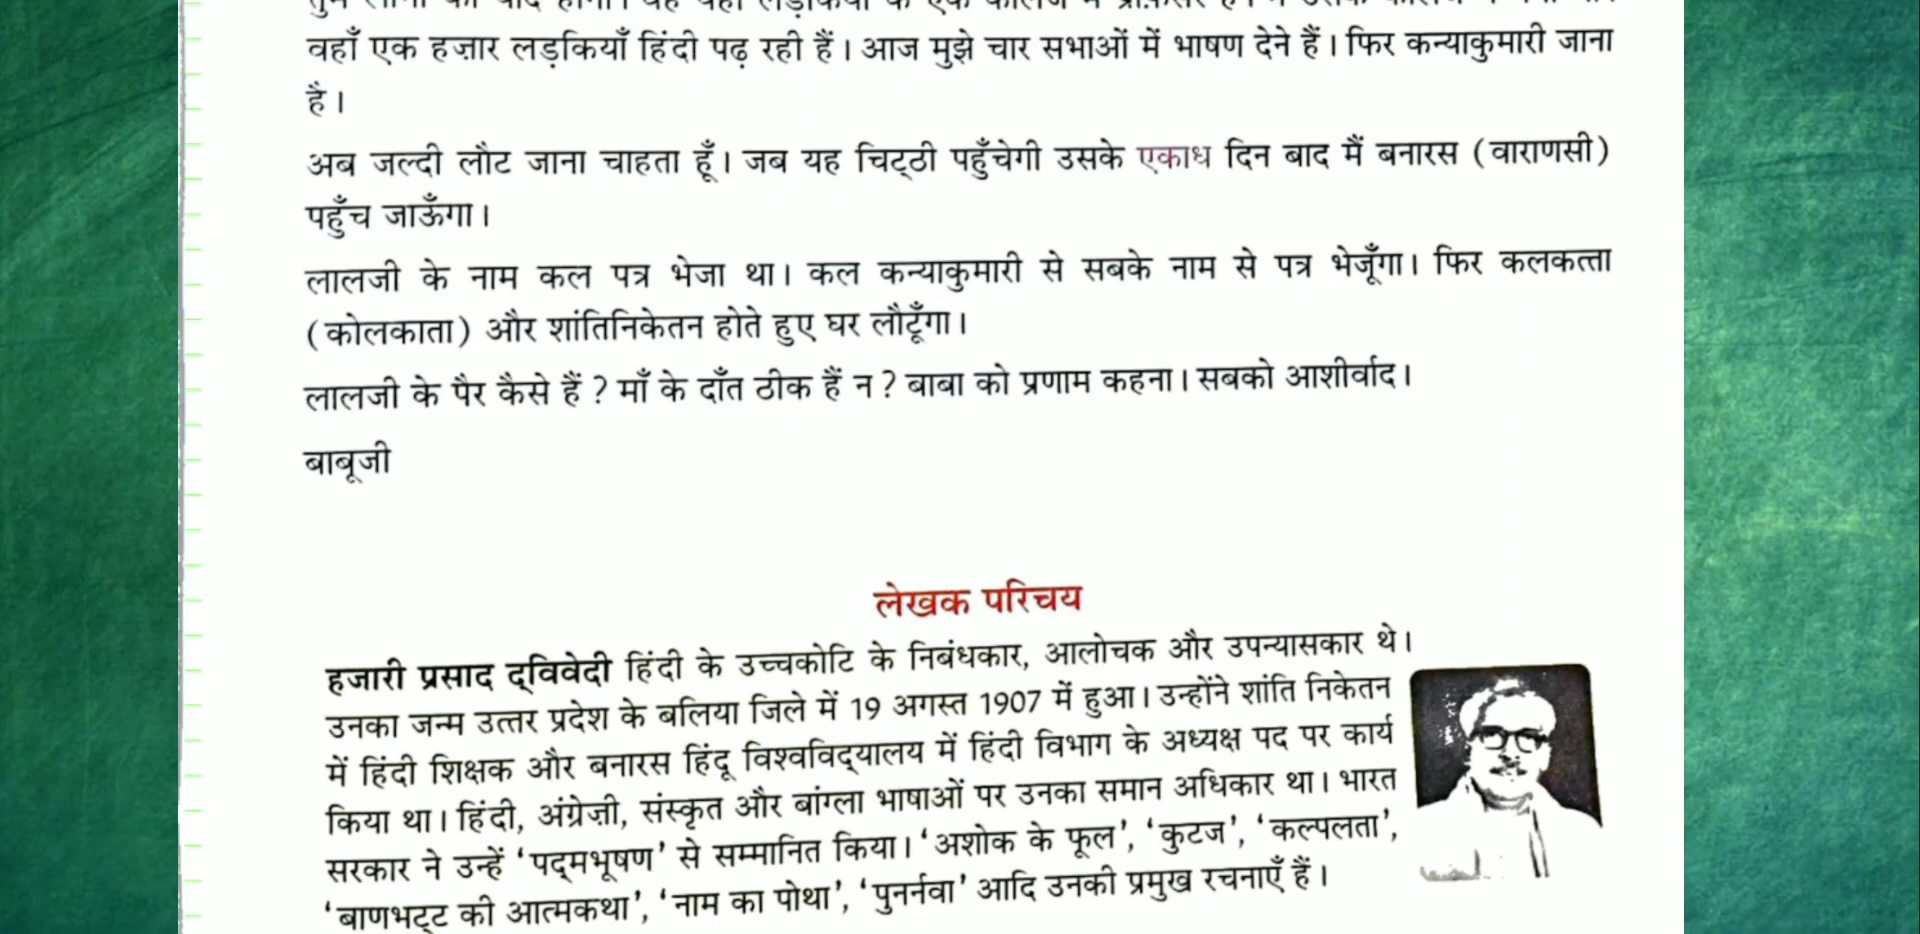 वहाँ एक हज़ार लड़कियाँ हिंदी पढ़ रही हैं। आज मुझे चार सभाओं में भाषण देने हैं। फिर कन्याकुमारी जाना
है।
अब जल्दी लौट जाना चाहता हूँ। जब यह चिट्ठी पहुँचेगी उसके एकाध दिन बाद मैं बनारस (वाराणसी)
पहुँच जाऊँगा।
लालजी के नाम कल पत्र भेजा था। कल कन्याकुमारी से सबके नाम से पत्र भेजूँगा। फिर कलकत्ता
(कोलकाता) और शांतिनिकेतन होते हुए घर लौटूँगा।
लालजी के पैर कैसे हैं ? माँ के दाँत ठीक हैं न ? बाबा को प्रणाम कहना। सबको आशीर्वाद।
बाबूजी
लेखक परिचय
हजारी प्रसाद द्विवेदी हिंदी के उच्चकोटि के निबंधकार, आलोचक और उपन्यासकार थे।
उनका जन्म उत्तर प्रदेश के बलिया जिले में 19 अगस्त 1907 में हुआ। उन्होंने शांति निकेतन
में हिंदी शिक्षक और बनारस हिंदू विश्वविद्यालय में हिंदी विभाग के अध्यक्ष पद पर कार्य
किया था। हिंदी, अंग्रेज़ी, संस्कृत और बांग्ला भाषाओं पर उनका समान अधिकार था। भारत
सरकार ने उन्हें ‘पद्मभूषण’ से सम्मानित किया। ‘अशोक के फूल’, ‘कुटज’, ‘कल्पलता’,
‘बाणभट्ट की आत्मकथा’, ‘नाम का पोथा’, ‘पुनर्नवा’ आदि उनकी प्रमुख रचनाएँ हैं।